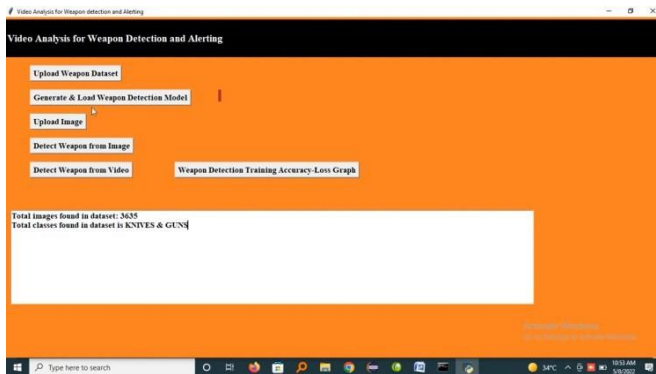 Video Analysis for Weapon detection and Alerting
Video Analysis for Weapon Detection and Alerting
Upload Weapon Dataset
Generate & Load Weapon Detection Model
Upload Image
Detect Weapon from Image
Detect Weapon from Video
Weapon Detection Training Accuracy-Loss Graph
Total images found in dataset: 3635
Total classes found in dataset is KNIVES & GUNS
Type here to search
34°C
10:53 AM
5/9/2022